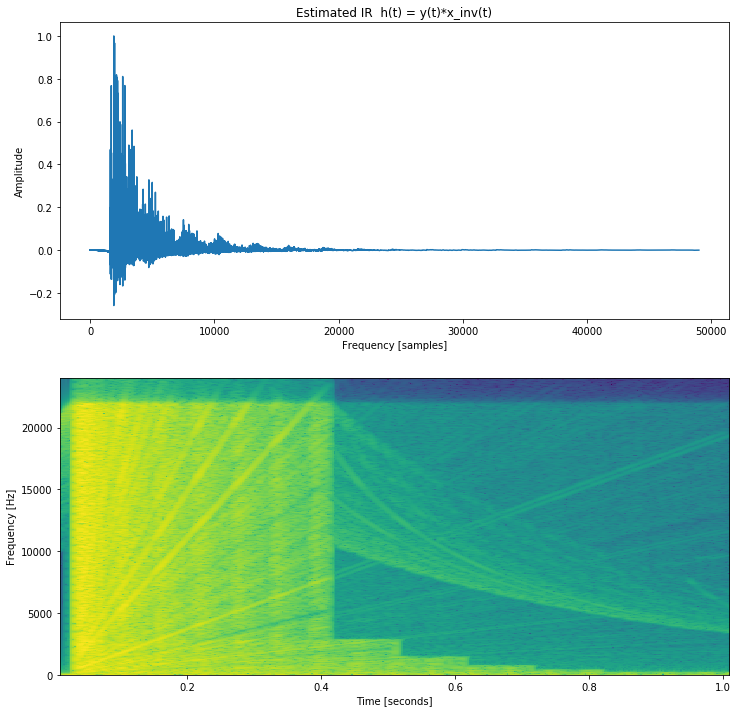 Estimated IR  h(t) = y(t)*x_inv(t)
Amplitude
1.0
0.8
0.6
0.4
0.2
0.0
−0.2
0 10000 20000 30000 40000 50000
Frequency [samples]
Frequency [Hz]
20000
15000
10000
5000
0
0.2 0.4 0.6 0.8 1.0
Time [seconds]